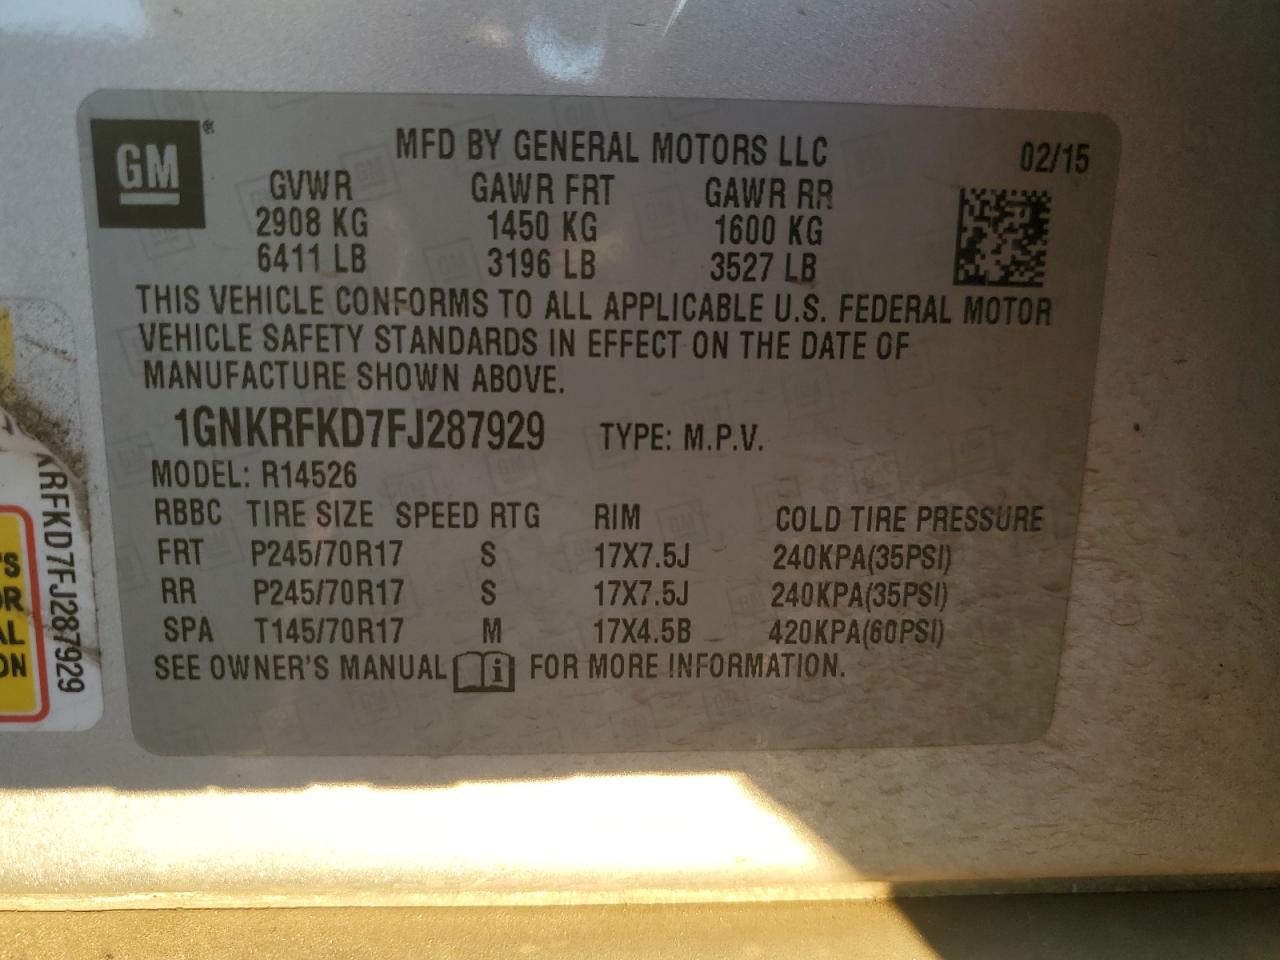 GM ®
MFD BY GENERAL MOTORS LLC 02/15
GVWR GAWR FRT GAWR RR
2908 KG 1450 KG 1600 KG
6411 LB 3196 LB 3527 LB
THIS VEHICLE CONFORMS TO ALL APPLICABLE U.S. FEDERAL MOTOR
VEHICLE SAFETY STANDARDS IN EFFECT ON THE DATE OF
MANUFACTURE SHOWN ABOVE.
1GNKRFKD7FJ287929 TYPE: M.P.V.
MODEL: R14526
RBBC TIRE SIZE SPEED RTG RIM COLD TIRE PRESSURE
FRT P245/70R17 S 17X7.5J 240KPA(35PSI)
RR P245/70R17 S 17X7.5J 240KPA(35PSI)
SPA T145/70R17 M 17X4.5B 420KPA(60PSI)
SEE OWNER'S MANUAL i FOR MORE INFORMATION.
RFKD7FJ287929
'S
OR
AL
ON